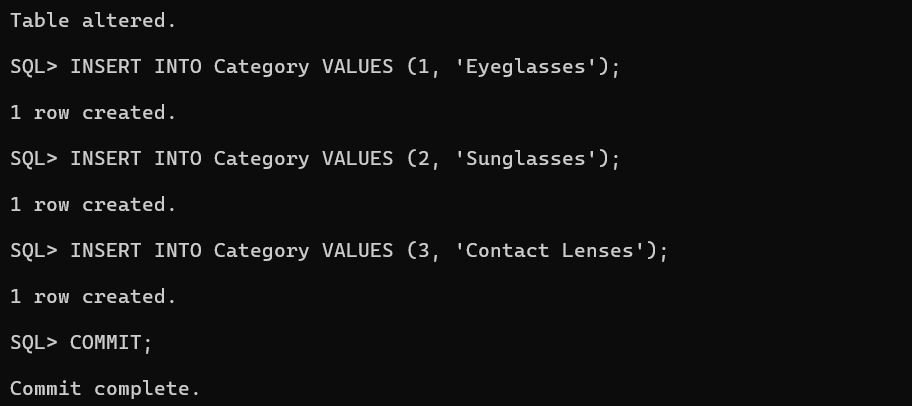 Table altered.
SQL> INSERT INTO Category VALUES (1, 'Eyeglasses');
1 row created.
SQL> INSERT INTO Category VALUES (2, 'Sunglasses');
1 row created.
SQL> INSERT INTO Category VALUES (3, 'Contact Lenses');
1 row created.
SQL> COMMIT;
Commit complete.